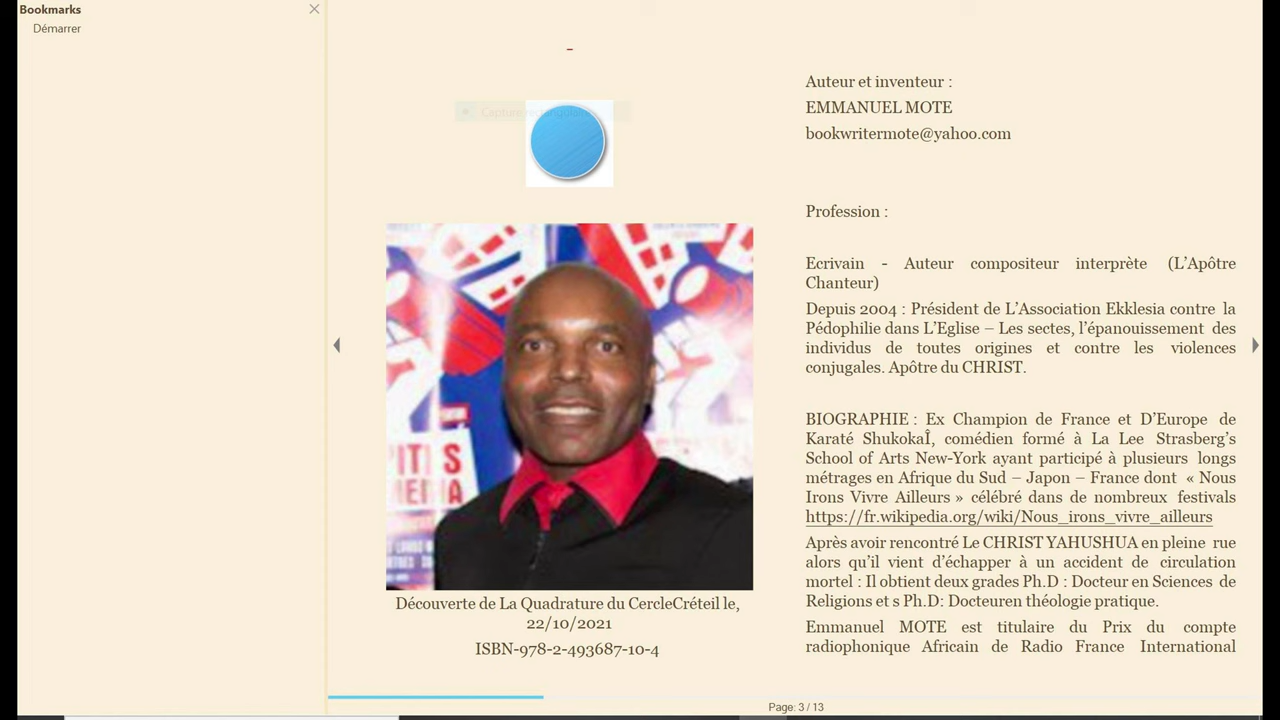 Bookmarks
Démarrer
Auteur et inventeur :
EMMANUEL MOTE
bookwritermote@yahoo.com
Profession :
Ecrivain - Auteur compositeur interprète (L'Apôtre
Chanteur)
Depuis 2004 : Président de L'Association Ekklesia contre la
Pédophilie dans L'Eglise – Les sectes, l'épanouissement des
individus de toutes origines et contre les violences
conjugales. Apôtre du CHRIST.
BIOGRAPHIE : Ex Champion de France et D'Europe de
Karaté ShukokaÎ, comédien formé à La Lee Strasberg's
School of Arts New-York ayant participé à plusieurs longs
métrages en Afrique du Sud – Japon – France dont « Nous
Irons Vivre Ailleurs » célébré dans de nombreux festivals
https://fr.wikipedia.org/wiki/Nous_irons_vivre_ailleurs
Après avoir rencontré Le CHRIST YAHUSHUA en pleine rue
alors qu'il vient d'échapper à un accident de circulation
mortel : Il obtient deux grades Ph.D : Docteur en Sciences de
Religions et s Ph.D: Docteuren théologie pratique.
Emmanuel MOTE est titulaire du Prix du compte
radiophonique Africain de Radio France International
Découverte de La Quadrature du CercleCréteil le,
22/10/2021
ISBN-978-2-493687-10-4
Page: 3 / 13